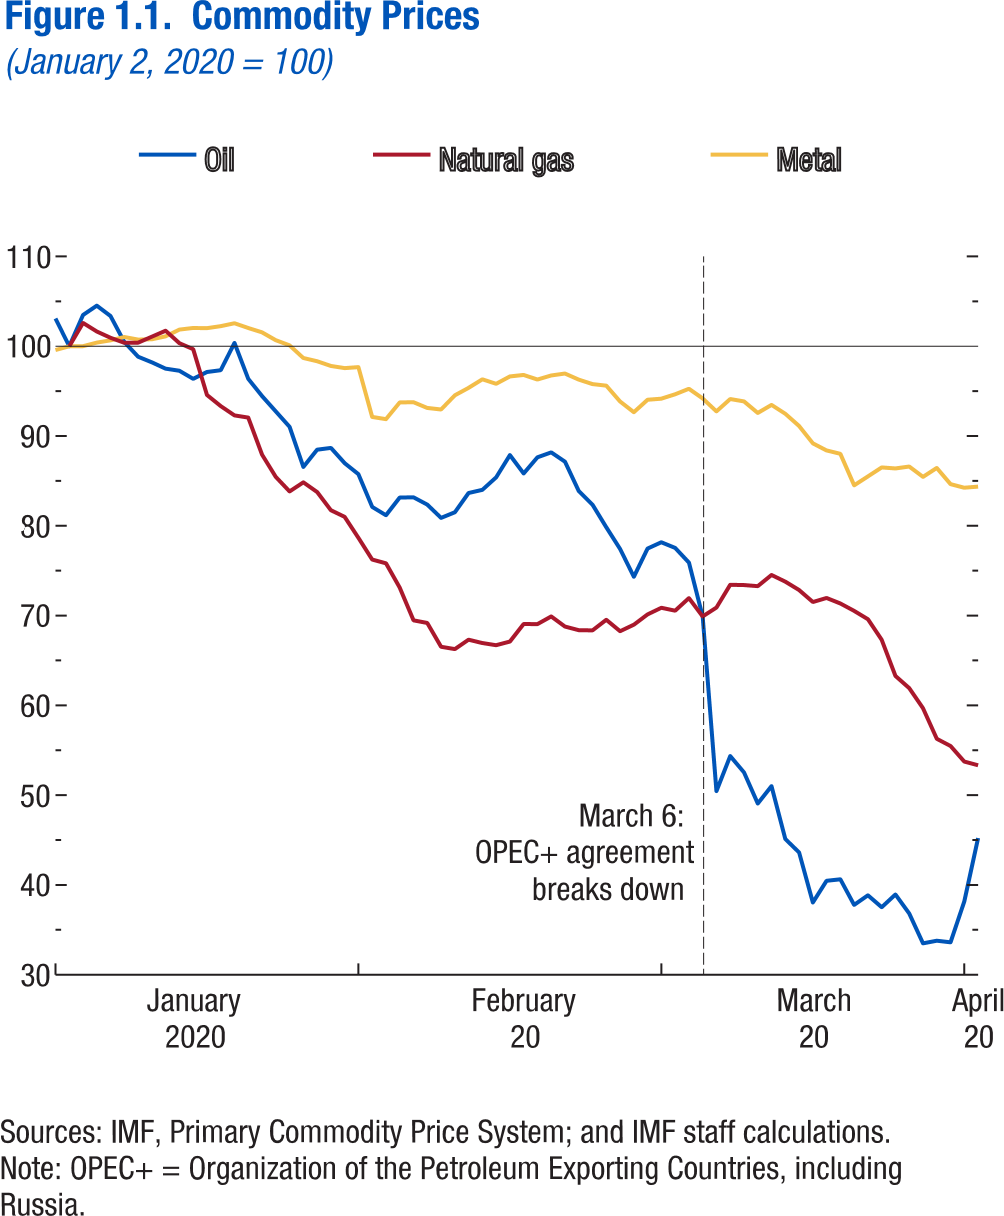 Figure 1.1. Commodity Prices
(January 2, 2020 = 100)
Oil
Natural gas
Metal
110
100
90
80
70
60
50
40
30
March 6:
OPEC+ agreement
breaks down
January
2020
February
20
March
20
April
20
Sources: IMF, Primary Commodity Price System; and IMF staff calculations.
Note: OPEC+ = Organization of the Petroleum Exporting Countries, including
Russia.